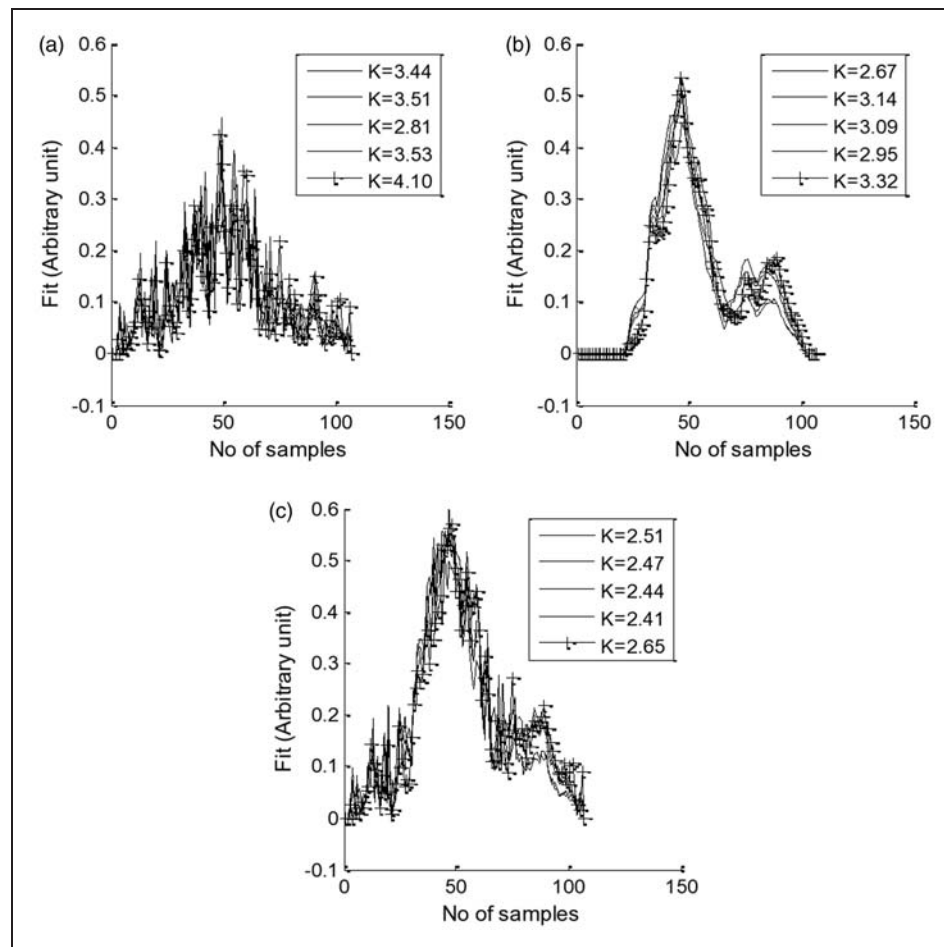 (a)
0.6
0.5
0.4
0.3
0.2
0.1
0
-0.1
Fit (Arbitrary unit)
0
50
100
150
No of samples
K=3.44
K=3.51
K=2.81
K=3.53
K=4.10
(b)
0.6
0.5
0.4
0.3
0.2
0.1
0
-0.1
Fit (Arbitrary unit)
0
50
100
150
No of samples
K=2.67
K=3.14
K=3.09
K=2.95
K=3.32
(c)
0.6
0.5
0.4
0.3
0.2
0.1
0
-0.1
Fit (Arbitrary unit)
0
50
100
150
No of samples
K=2.51
K=2.47
K=2.44
K=2.41
K=2.65